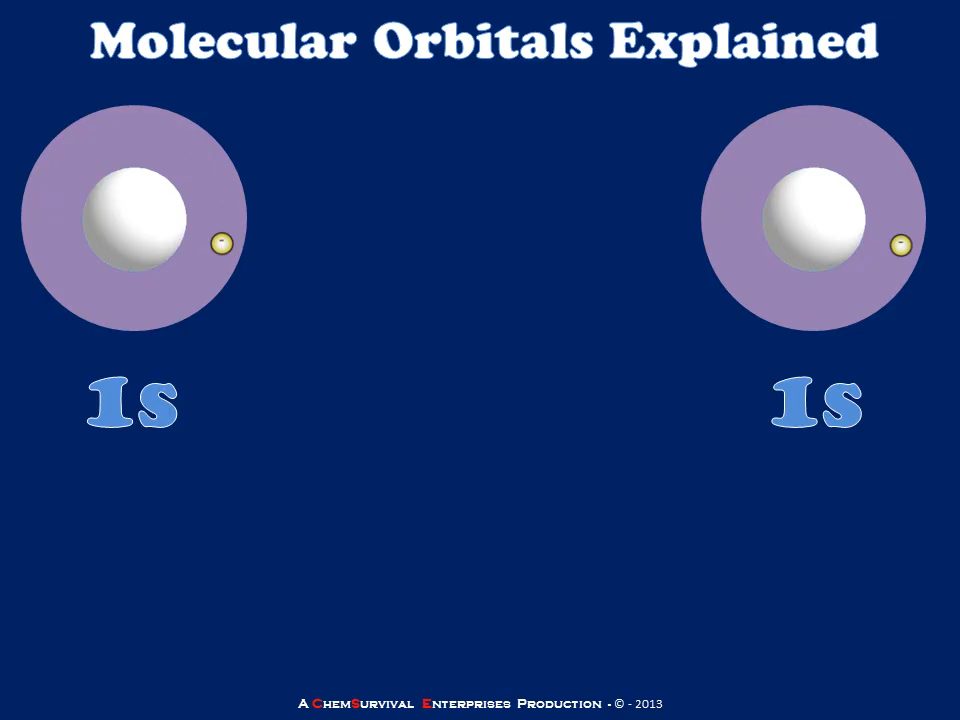 Molecular Orbitals Explained
1s 1s
A ChemSurvival Enterprises Production - © - 2013